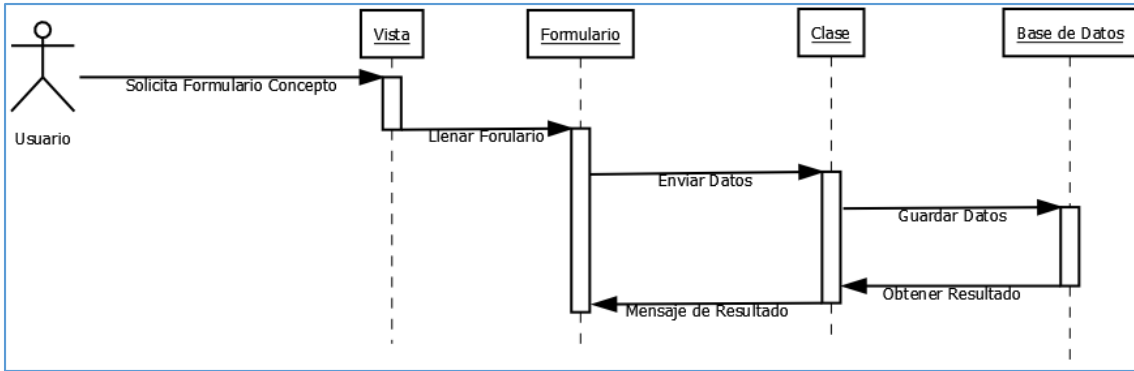 Vista
Formulario
Clase
Base de Datos
Solicita Formulario Concepto
Usuario
Llenar Forulario
Enviar Datos
Guardar Datos
Obtener Resultado
Mensaje de Resultado